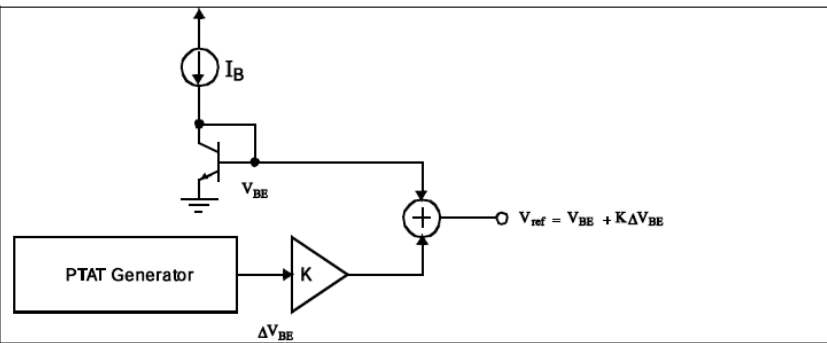 I_B
V_BE
V_ref = V_BE + KΔV_BE
PTAT Generator
K
ΔV_BE